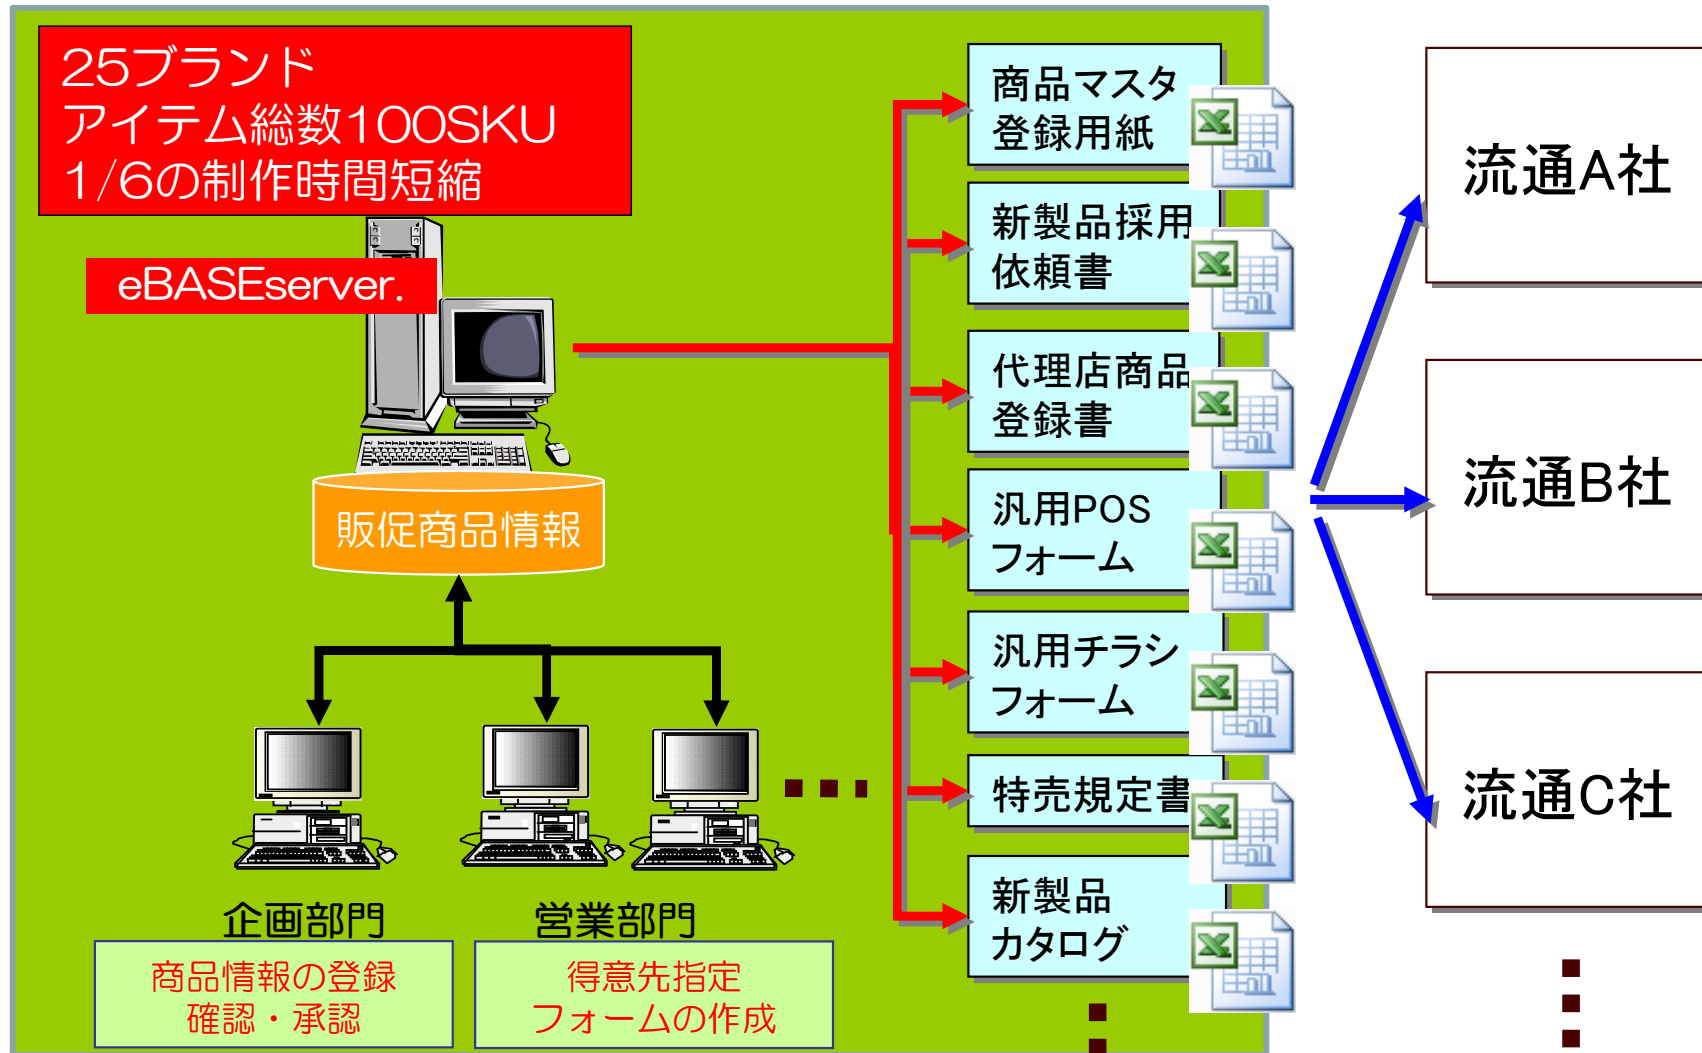 25ブランド
アイテム総数100SKU
1/6の制作時間短縮
eBASEserver.
販促商品情報
企画部門
商品情報の登録
確認・承認
営業部門
得意先指定
フォームの作成
商品マスタ
登録用紙
新製品採用
依頼書
代理店商品
登録書
汎用POS
フォーム
汎用チラシ
フォーム
特売規定書
新製品
カタログ
流通A社
流通B社
流通C社